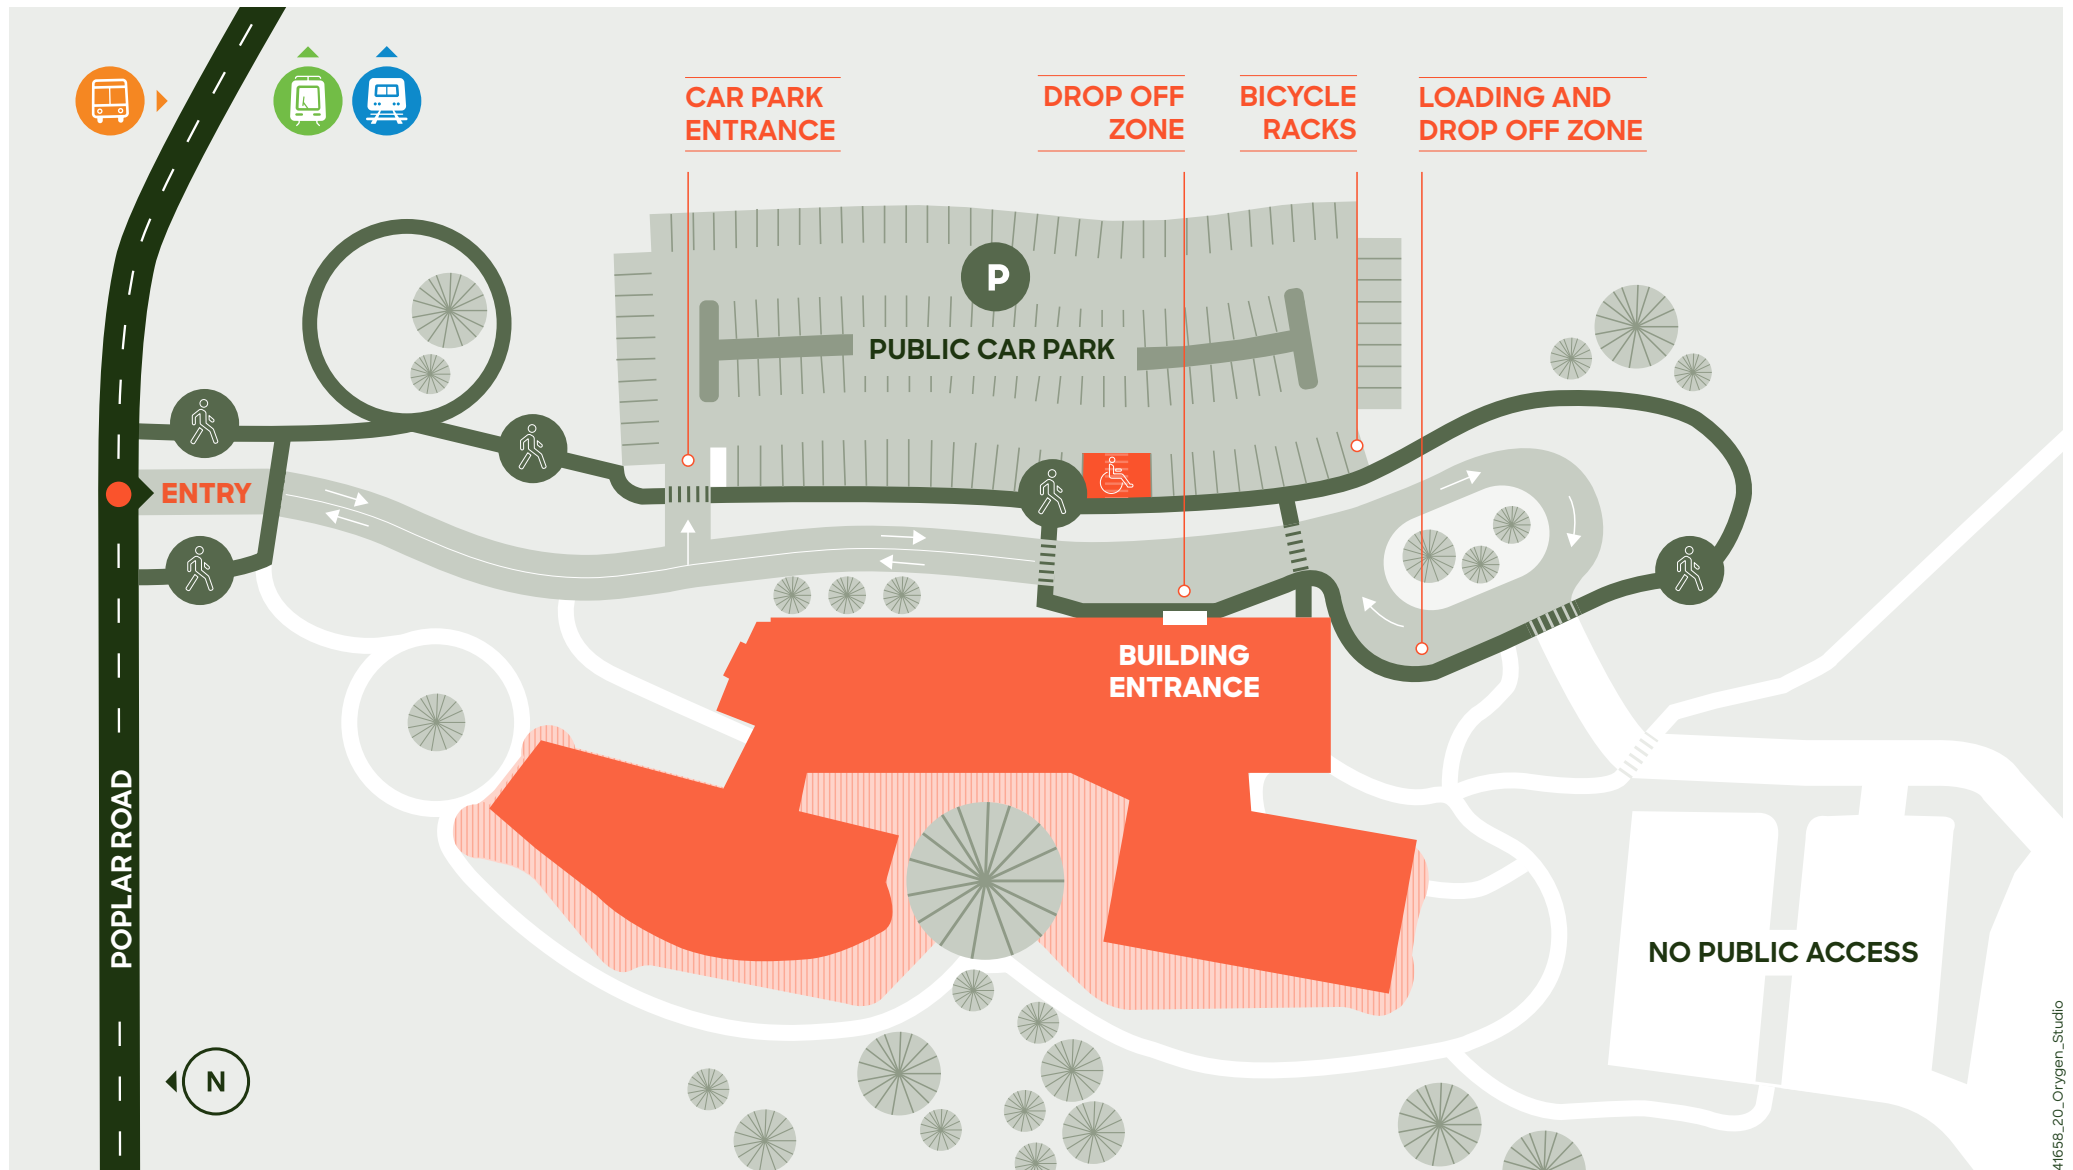 CAR PARK
ENTRANCE
DROP OFF
ZONE
BICYCLE
RACKS
LOADING AND
DROP OFF ZONE
P
PUBLIC CAR PARK
ENTRY
BUILDING
ENTRANCE
POPLAR ROAD
NO PUBLIC ACCESS
N
41658_20_Orygen_Studio